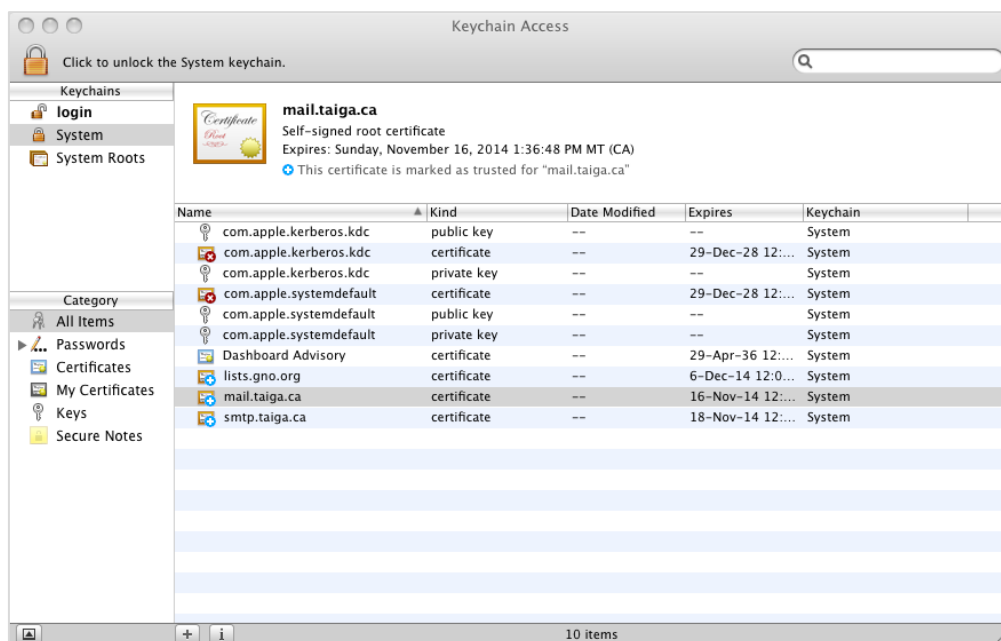 Keychain Access
Click to unlock the System keychain.
Keychains
login
System
System Roots
Certificate
Root
mail.taiga.ca
Self-signed root certificate
Expires: Sunday, November 16, 2014 1:36:48 PM MT (CA)
This certificate is marked as trusted for “mail.taiga.ca”
Name Kind Date Modified Expires Keychain
com.apple.kerberos.kdc public key -- -- System
com.apple.kerberos.kdc certificate -- 29-Dec-28 12:... System
com.apple.kerberos.kdc private key -- -- System
com.apple.systemdefault certificate -- 29-Dec-28 12:... System
com.apple.systemdefault public key -- -- System
com.apple.systemdefault private key -- -- System
Dashboard Advisory certificate -- 29-Apr-36 12:... System
lists.gno.org certificate -- 6-Dec-14 12:0... System
mail.taiga.ca certificate -- 16-Nov-14 12:... System
smtp.taiga.ca certificate -- 18-Nov-14 12:... System
Category
All Items
Passwords
Certificates
My Certificates
Keys
Secure Notes
10 items